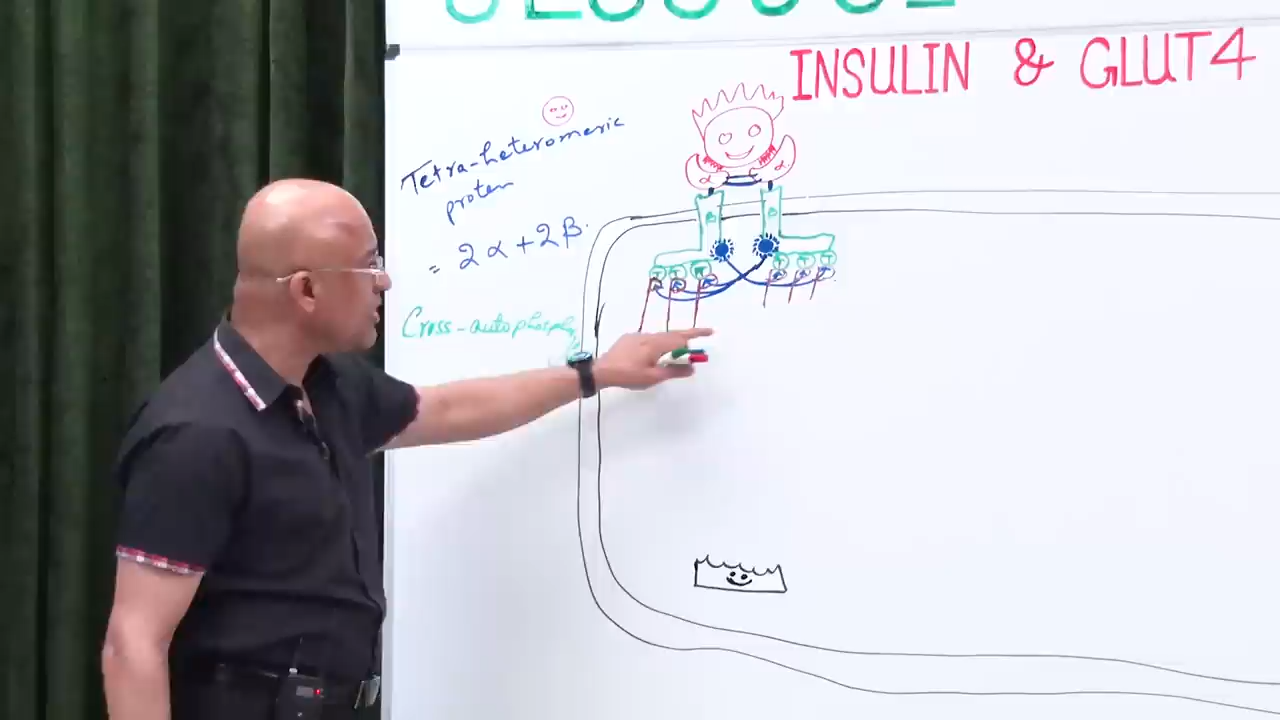 INSULIN & GLUT4
Tetra-heteromeric
protein
= 2α + 2β.
Cross-autophosph
α
α
β
β
T T T
T T T